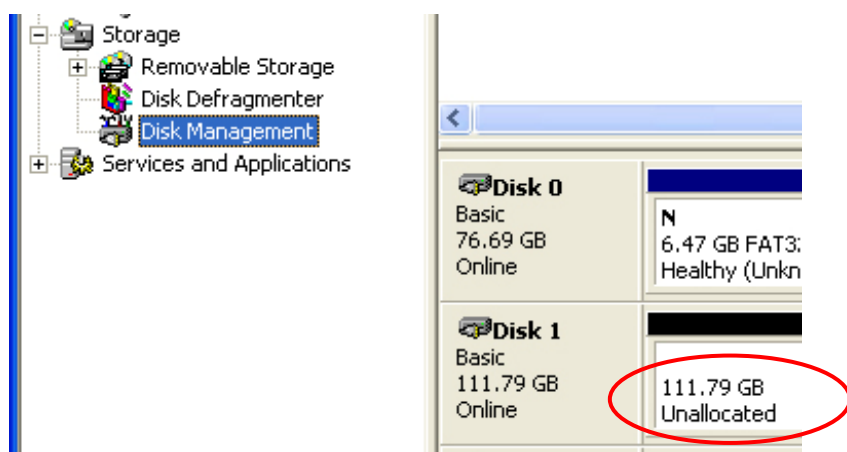 Storage
Removable Storage
Disk Defragmenter
Disk Management
Services and Applications
Disk 0
Basic
76.69 GB
Online
N
6.47 GB FAT3
Healthy (Unkn
Disk 1
Basic
111.79 GB
Online
111.79 GB
Unallocated